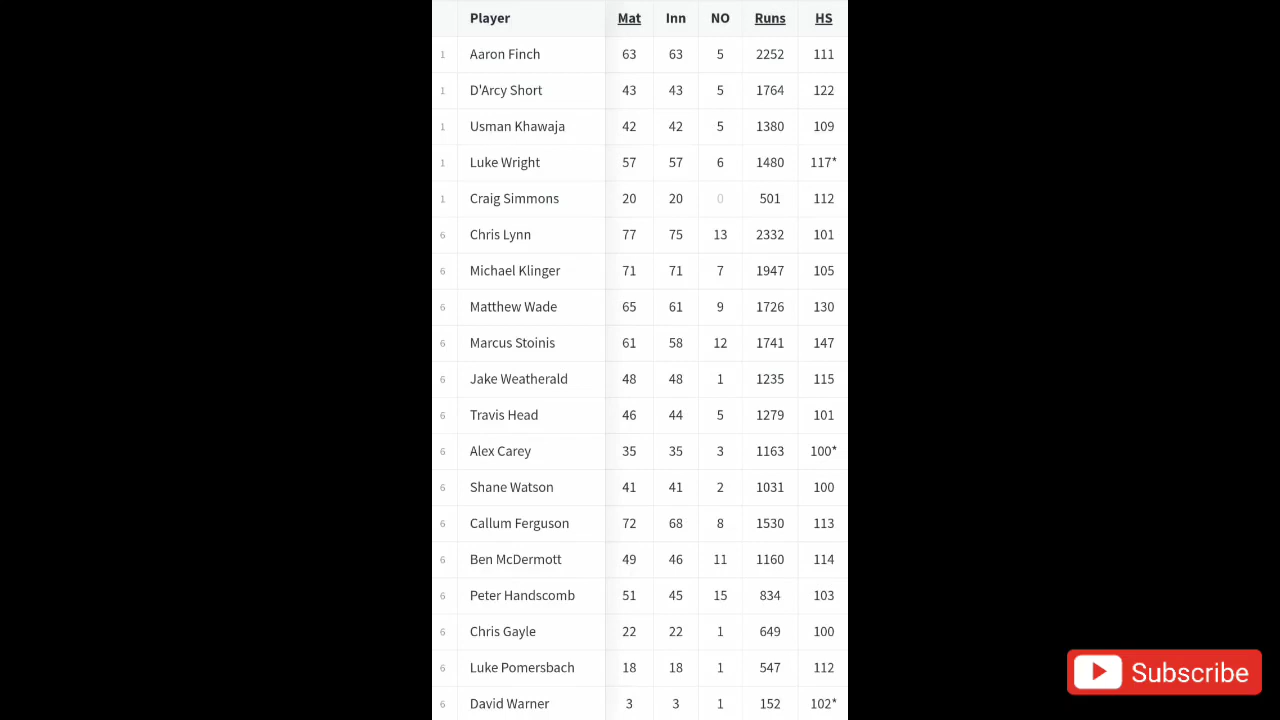 Player Mat Inn NO Runs HS
1 Aaron Finch 63 63 5 2252 111
1 D'Arcy Short 43 43 5 1764 122
1 Usman Khawaja 42 42 5 1380 109
1 Luke Wright 57 57 6 1480 117*
1 Craig Simmons 20 20 0 501 112
6 Chris Lynn 77 75 13 2332 101
6 Michael Klinger 71 71 7 1947 105
6 Matthew Wade 65 61 9 1726 130
6 Marcus Stoinis 61 58 12 1741 147
6 Jake Weatherald 48 48 1 1235 115
6 Travis Head 46 44 5 1279 101
6 Alex Carey 35 35 3 1163 100*
6 Shane Watson 41 41 2 1031 100
6 Callum Ferguson 72 68 8 1530 113
6 Ben McDermott 49 46 11 1160 114
6 Peter Handscomb 51 45 15 834 103
6 Chris Gayle 22 22 1 649 100
6 Luke Pomersbach 18 18 1 547 112
6 David Warner 3 3 1 152 102*
Subscribe